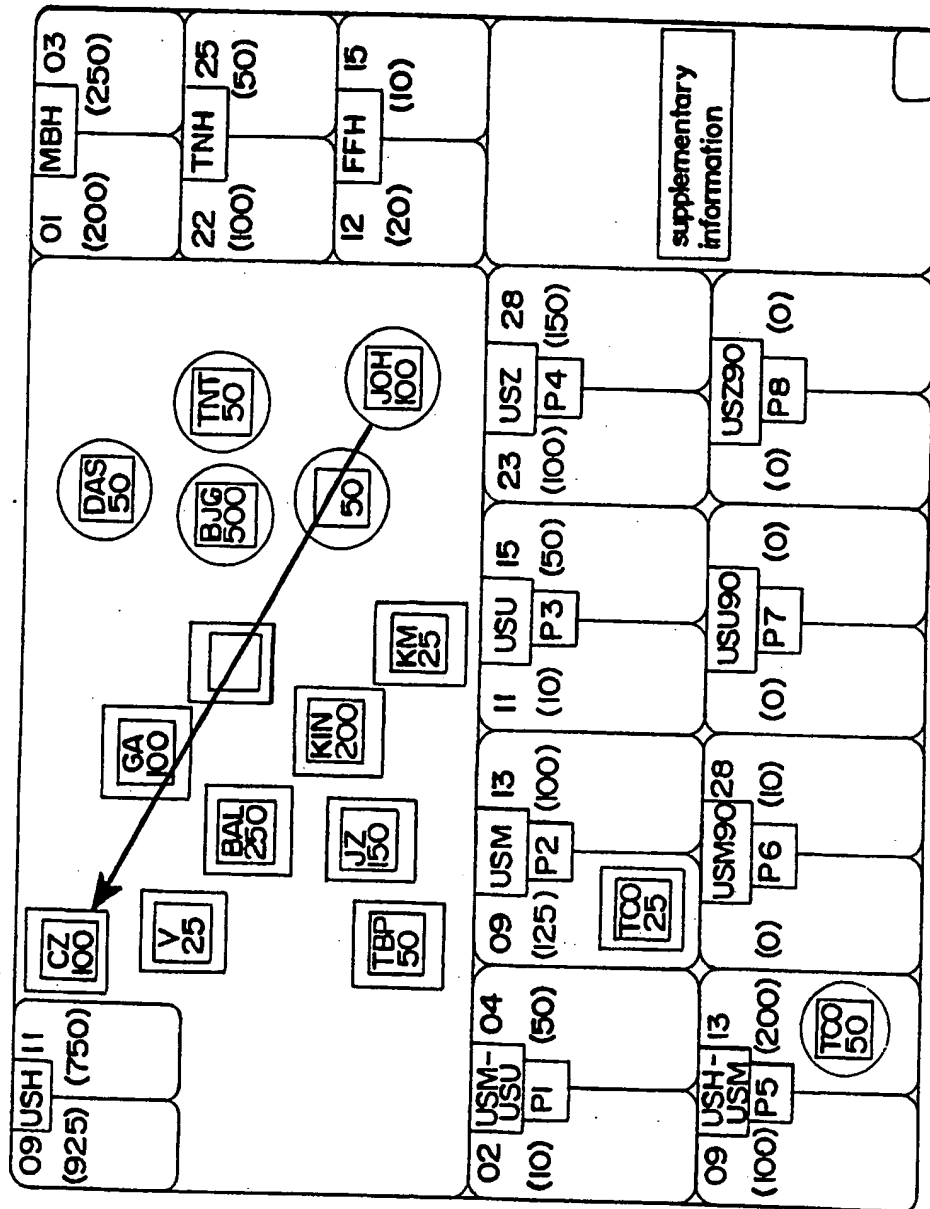 09 USH 11
(925) (750)
CZ
100
V
25
TBP
50
GA
100
BAL
250
JZ
150
KIN
200
KM
25
DAS
50
BJG
500
TNT
50
50
JOH
100
01 MBH 03
(200) (250)
22 TNH 25
(100) (50)
12 FFH 15
(20) (10)
02 USM-USU 04
(10) P1 (50)
09 USM 13
(125) P2 (100)
TCO
25
11 USU 15
(10) P3 (50)
23 USZ 28
(100) P4 (150)
09 USH-USM 13
(100) P5 (200)
TCO
50
USM90 28
(0) P6 (10)
USU90
(0) P7 (0)
USZ90
(0) P8 (0)
supplementary
information